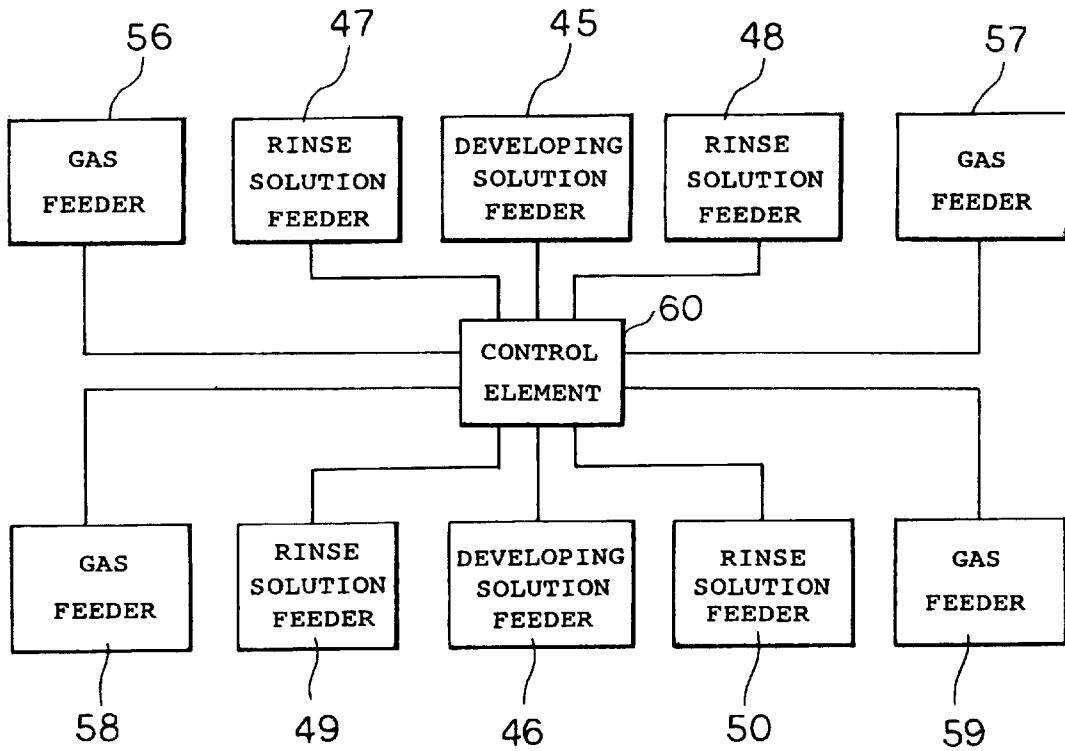 56
47
45
48
57
GAS
FEEDER
RINSE
SOLUTION
FEEDER
DEVELOPING
SOLUTION
FEEDER
RINSE
SOLUTION
FEEDER
GAS
FEEDER
60
CONTROL
ELEMENT
GAS
FEEDER
RINSE
SOLUTION
FEEDER
DEVELOPING
SOLUTION
FEEDER
RINSE
SOLUTION
FEEDER
GAS
FEEDER
58
49
46
50
59